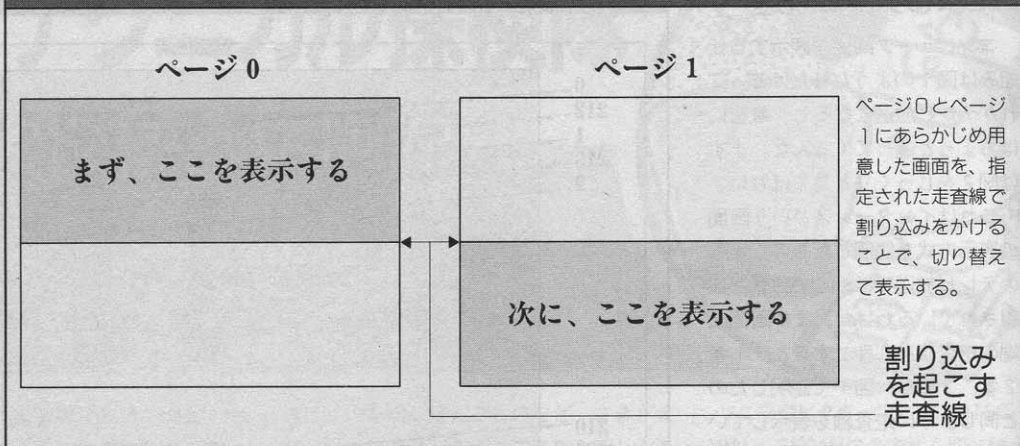 ページ 0
ページ 1
まず、ここを表示する
次に、ここを表示する
ページ0とページ
1にあらかじめ用
意した画面を、指
定された走査線で
割り込みをかける
ことで、切り替え
て表示する。
割り込み
を起こす
走査線